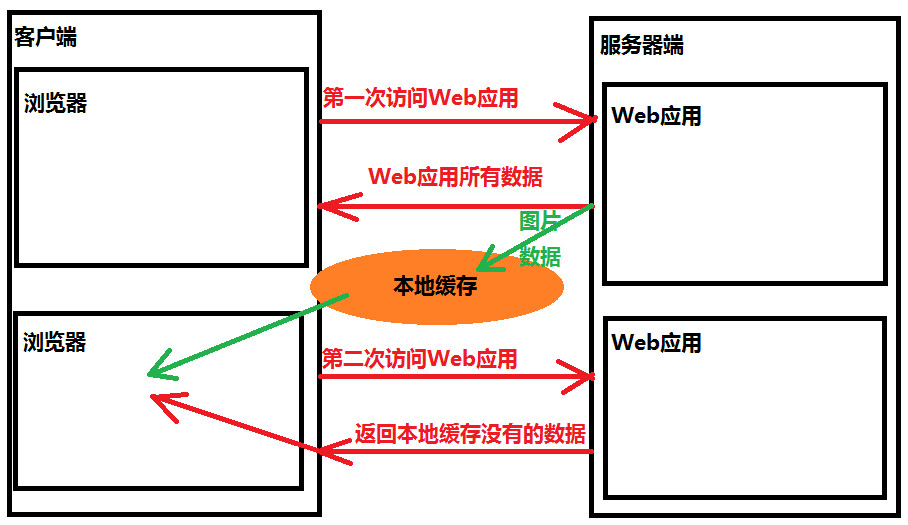 客户端
服务器端
浏览器
第一次访问Web应用
Web应用
Web应用所有数据
图片
数据
本地缓存
浏览器
第二次访问Web应用
Web应用
返回本地缓存没有的数据